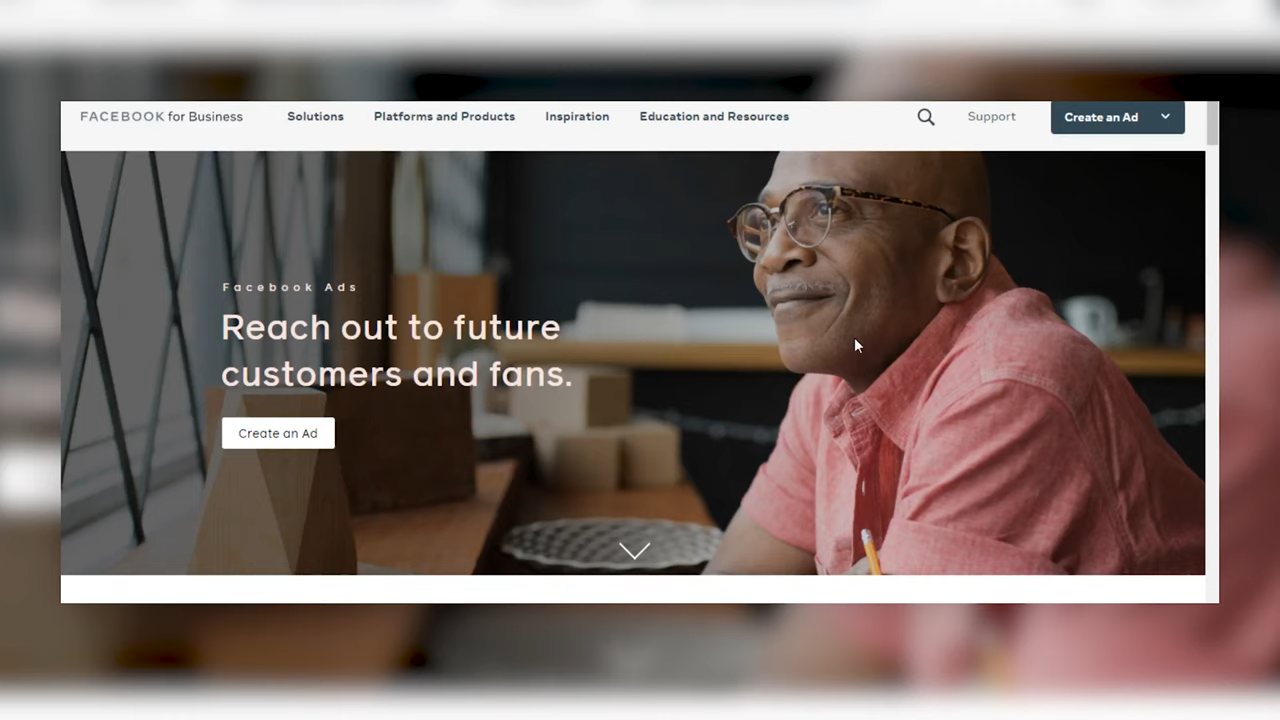 FACEBOOK for Business
Solutions
Platforms and Products
Inspiration
Education and Resources
Support
Create an Ad
Facebook Ads
Reach out to future
customers and fans.
Create an Ad